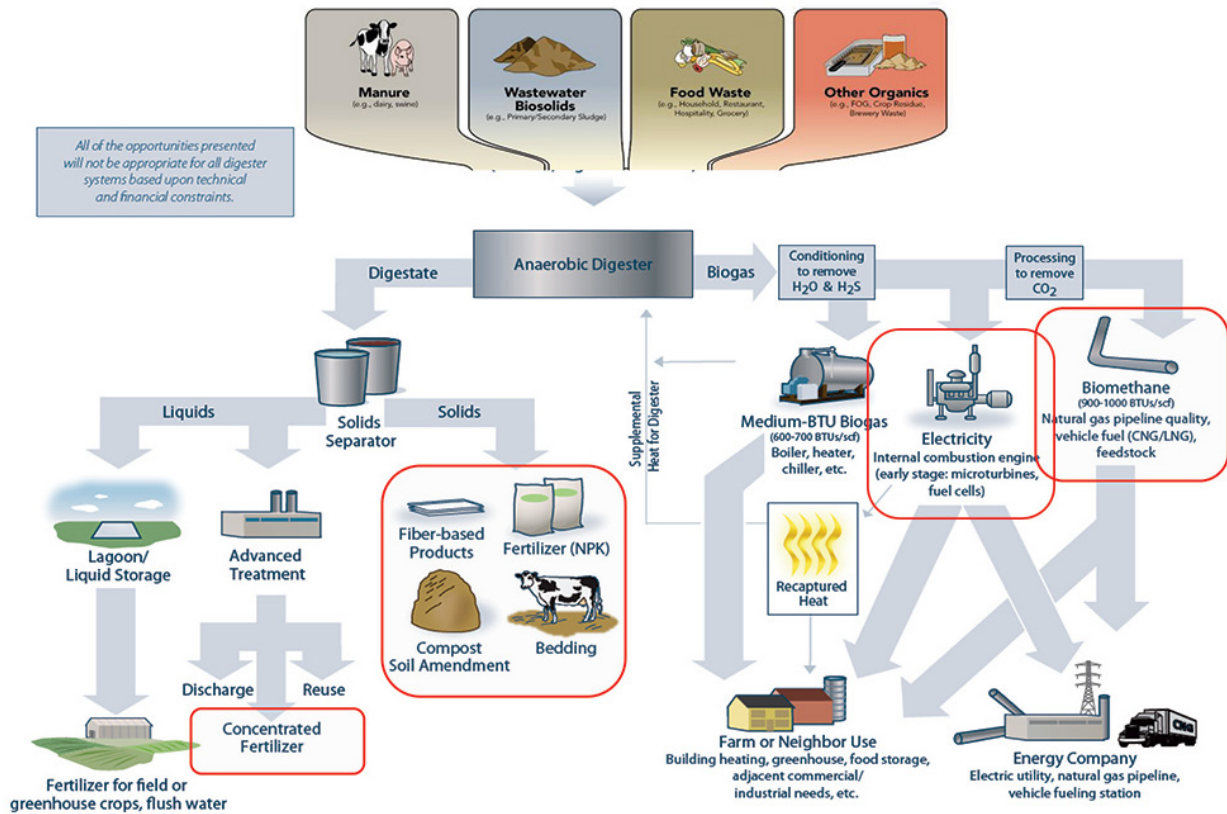 Manure
(e.g., dairy, swine)
Wastewater
Biosolids
(e.g., Primary/Secondary Sludge)
Food Waste
(e.g., Household, Restaurant,
Hospitality, Grocery)
Other Organics
(e.g., FOG, Crop Residue,
Brewery Waste)
All of the opportunities presented
will not be appropriate for all digester
systems based upon technical
and financial constraints.
Digestate
Anaerobic Digester
Biogas
Conditioning
to remove
H2O & H2S
Processing
to remove
CO2
Liquids
Solids
Separator
Solids
Supplemental
Heat for Digester
Medium-BTU Biogas
(600-700 BTUs/scf)
Boiler, heater,
chiller, etc.
Electricity
Internal combustion engine
(early stage: microturbines,
fuel cells)
Biomethane
(900-1000 BTUs/scf)
Natural gas pipeline quality,
vehicle fuel (CNG/LNG),
feedstock
Lagoon/
Liquid Storage
Advanced
Treatment
Fiber-based
Products
Fertilizer (NPK)
Compost
Soil Amendment
Bedding
Recaptured
Heat
Discharge
Reuse
Concentrated
Fertilizer
Fertilizer for field or
greenhouse crops, flush water
Farm or Neighbor Use
Building heating, greenhouse, food storage,
adjacent commercial/
industrial needs, etc.
CNG
Energy Company
Electric utility, natural gas pipeline,
vehicle fueling station